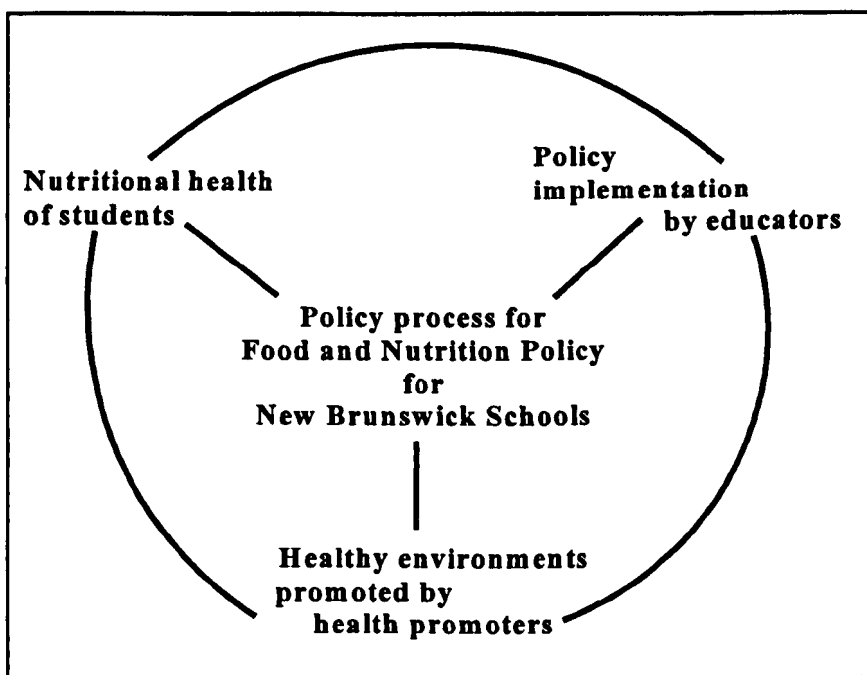 Nutritional health
of students
Policy
implementation
by educators
Policy process for
Food and Nutrition Policy
for
New Brunswick Schools
Healthy environments
promoted by
health promoters